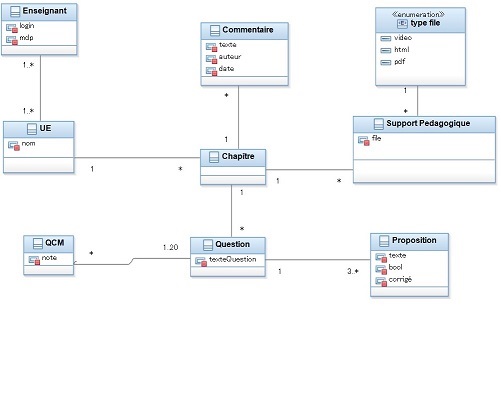 Enseignant
login
mdp
1.*
1.*
UE
nom
1
*
Commentaire
texte
auteur
date
*
1
Chapître
«enumeration»
type file
video
html
pdf
1
*
Support Pedagogique
file
1
*
1
*
QCM
note
*
1.20
Question
texteQuestion
1
3.*
Proposition
texte
bool
corrigé